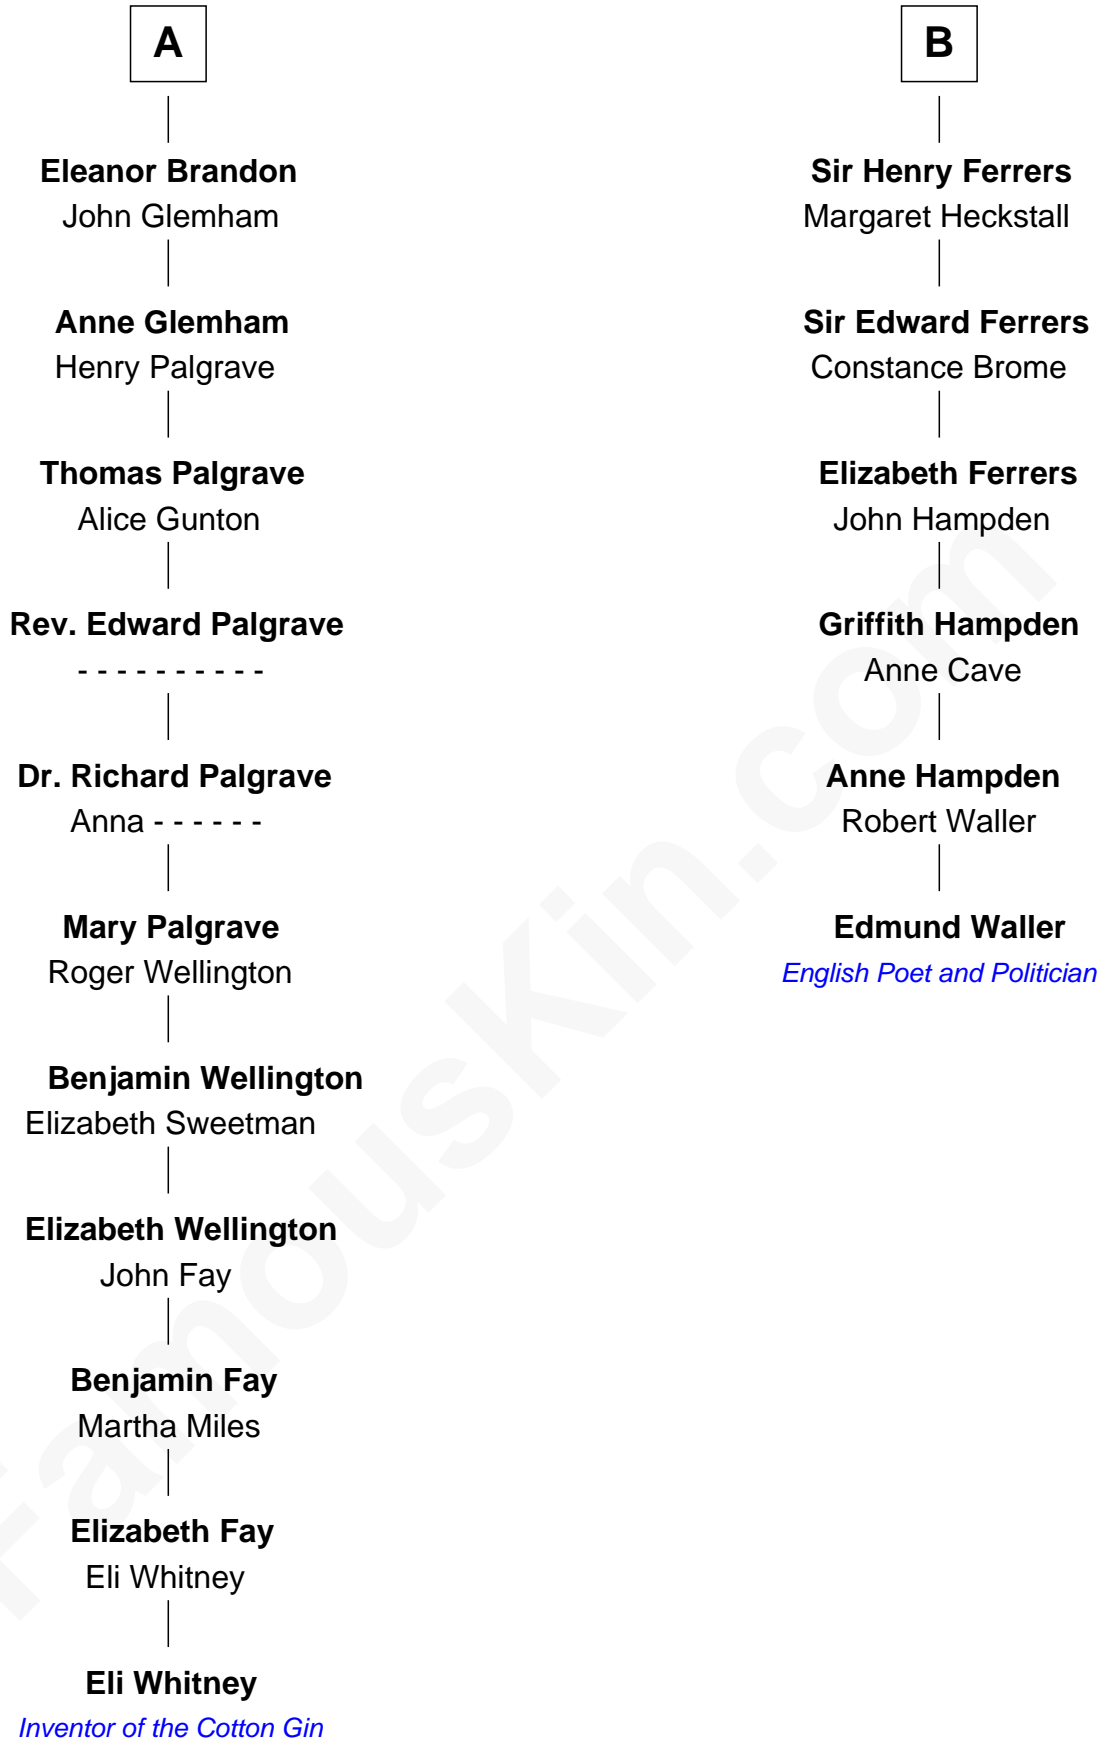 A
Eleanor Brandon
John Glemham
Anne Glemham
Henry Palgrave
Thomas Palgrave
Alice Gunton
Rev. Edward Palgrave
- - - - - - - - - -
Dr. Richard Palgrave
Anna - - - - - -
Mary Palgrave
Roger Wellington
Benjamin Wellington
Elizabeth Sweetman
Elizabeth Wellington
John Fay
Benjamin Fay
Martha Miles
Elizabeth Fay
Eli Whitney
Eli Whitney
Inventor of the Cotton Gin
B
Sir Henry Ferrers
Margaret Heckstall
Sir Edward Ferrers
Constance Brome
Elizabeth Ferrers
John Hampden
Griffith Hampden
Anne Cave
Anne Hampden
Robert Waller
Edmund Waller
English Poet and Politician
FamousKin.com